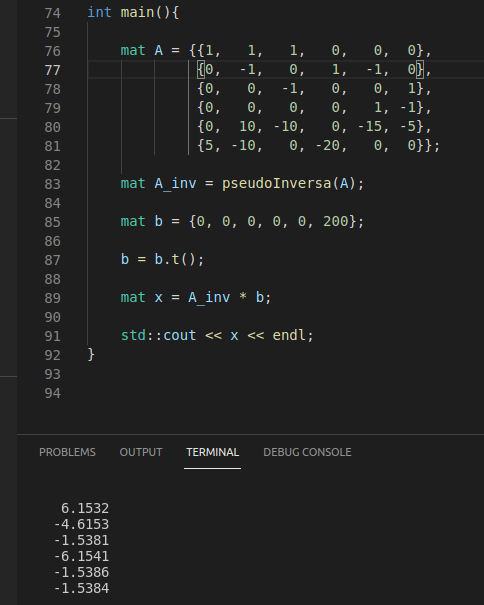 74 int main(){
75
76     mat A = {{1,   1,   1,   0,   0,  0},
77              {0,  -1,   0,   1,  -1,  0},
78              {0,   0,  -1,   0,   0,  1},
79              {0,   0,   0,   0,   1, -1},
80              {0,  10, -10,   0, -15, -5},
81              {5, -10,   0, -20,   0,  0}};
82
83     mat A_inv = pseudoInversa(A);
84
85     mat b = {0, 0, 0, 0, 0, 200};
86
87     b = b.t();
88
89     mat x = A_inv * b;
90
91     std::cout << x << endl;
92 }
93
94
PROBLEMS OUTPUT TERMINAL DEBUG CONSOLE
6.1532
-4.6153
-1.5381
-6.1541
-1.5386
-1.5384